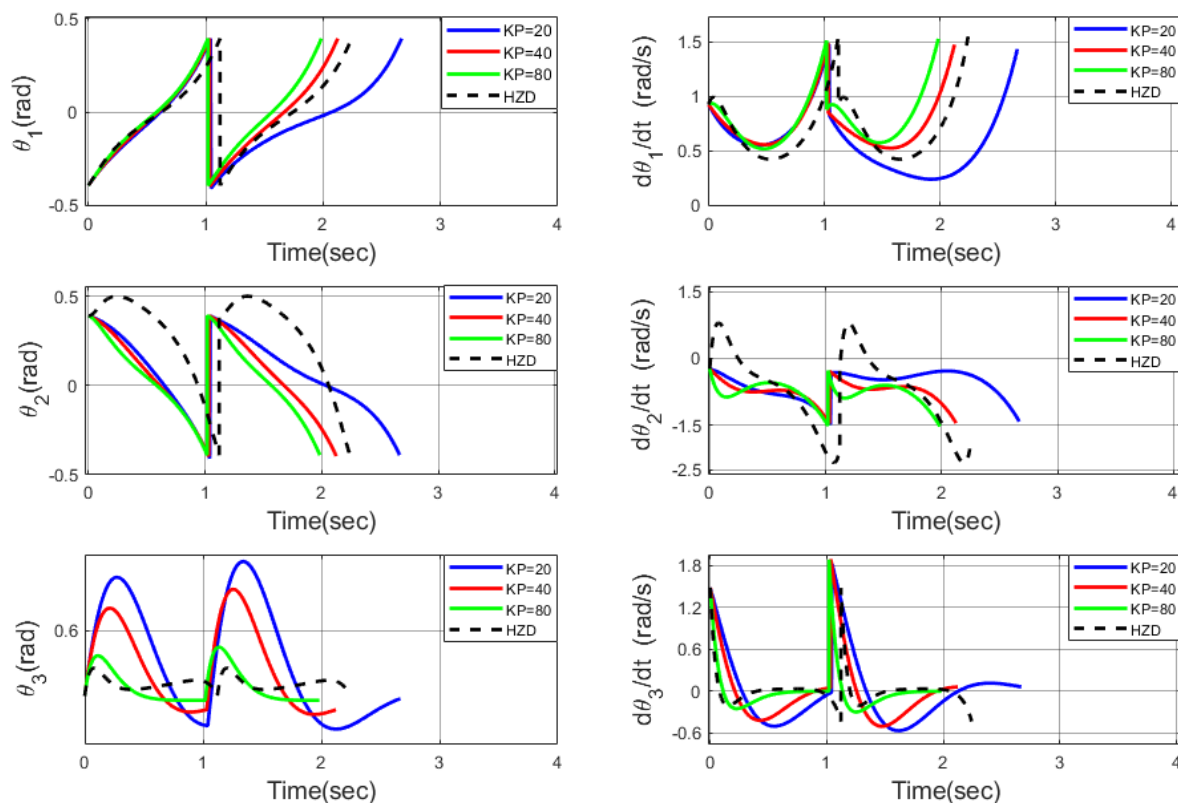 0.5
0
-0.5
θ1(rad)
0 1 2 3 4
Time(sec)
KP=20
KP=40
KP=80
HZD
1.5
1
0.5
0
dθ1/dt (rad/s)
0 1 2 3 4
Time(sec)
KP=20
KP=40
KP=80
HZD
0.5
0
-0.5
θ2(rad)
0 1 2 3 4
Time(sec)
KP=20
KP=40
KP=80
HZD
1.5
0
-1.5
-2.5
dθ2/dt (rad/s)
0 1 2 3 4
Time(sec)
KP=20
KP=40
KP=80
HZD
0.6
θ3(rad)
0 1 2 3 4
Time(sec)
KP=20
KP=40
KP=80
HZD
1.8
1.2
0.6
0
-0.6
dθ3/dt (rad/s)
0 1 2 3 4
Time(sec)
KP=20
KP=40
KP=80
HZD